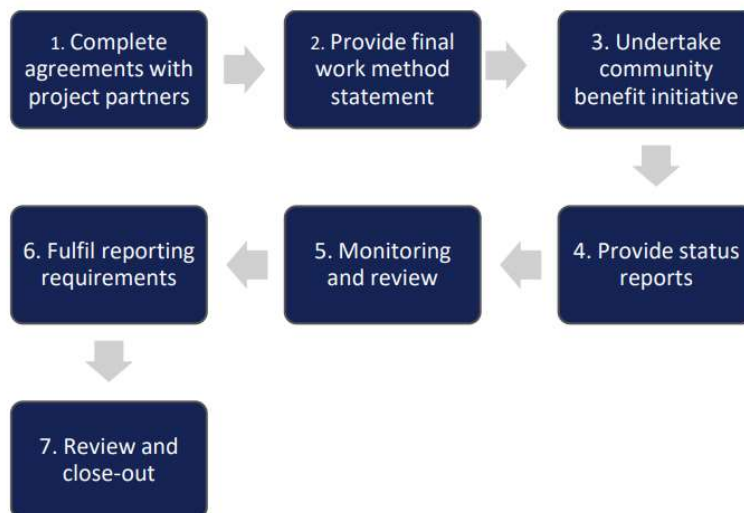 1. Complete
agreements with
project partners
2. Provide final
work method
statement
3. Undertake
community
benefit initiative
4. Provide status
reports
5. Monitoring
and review
6. Fulfil reporting
requirements
7. Review and
close-out